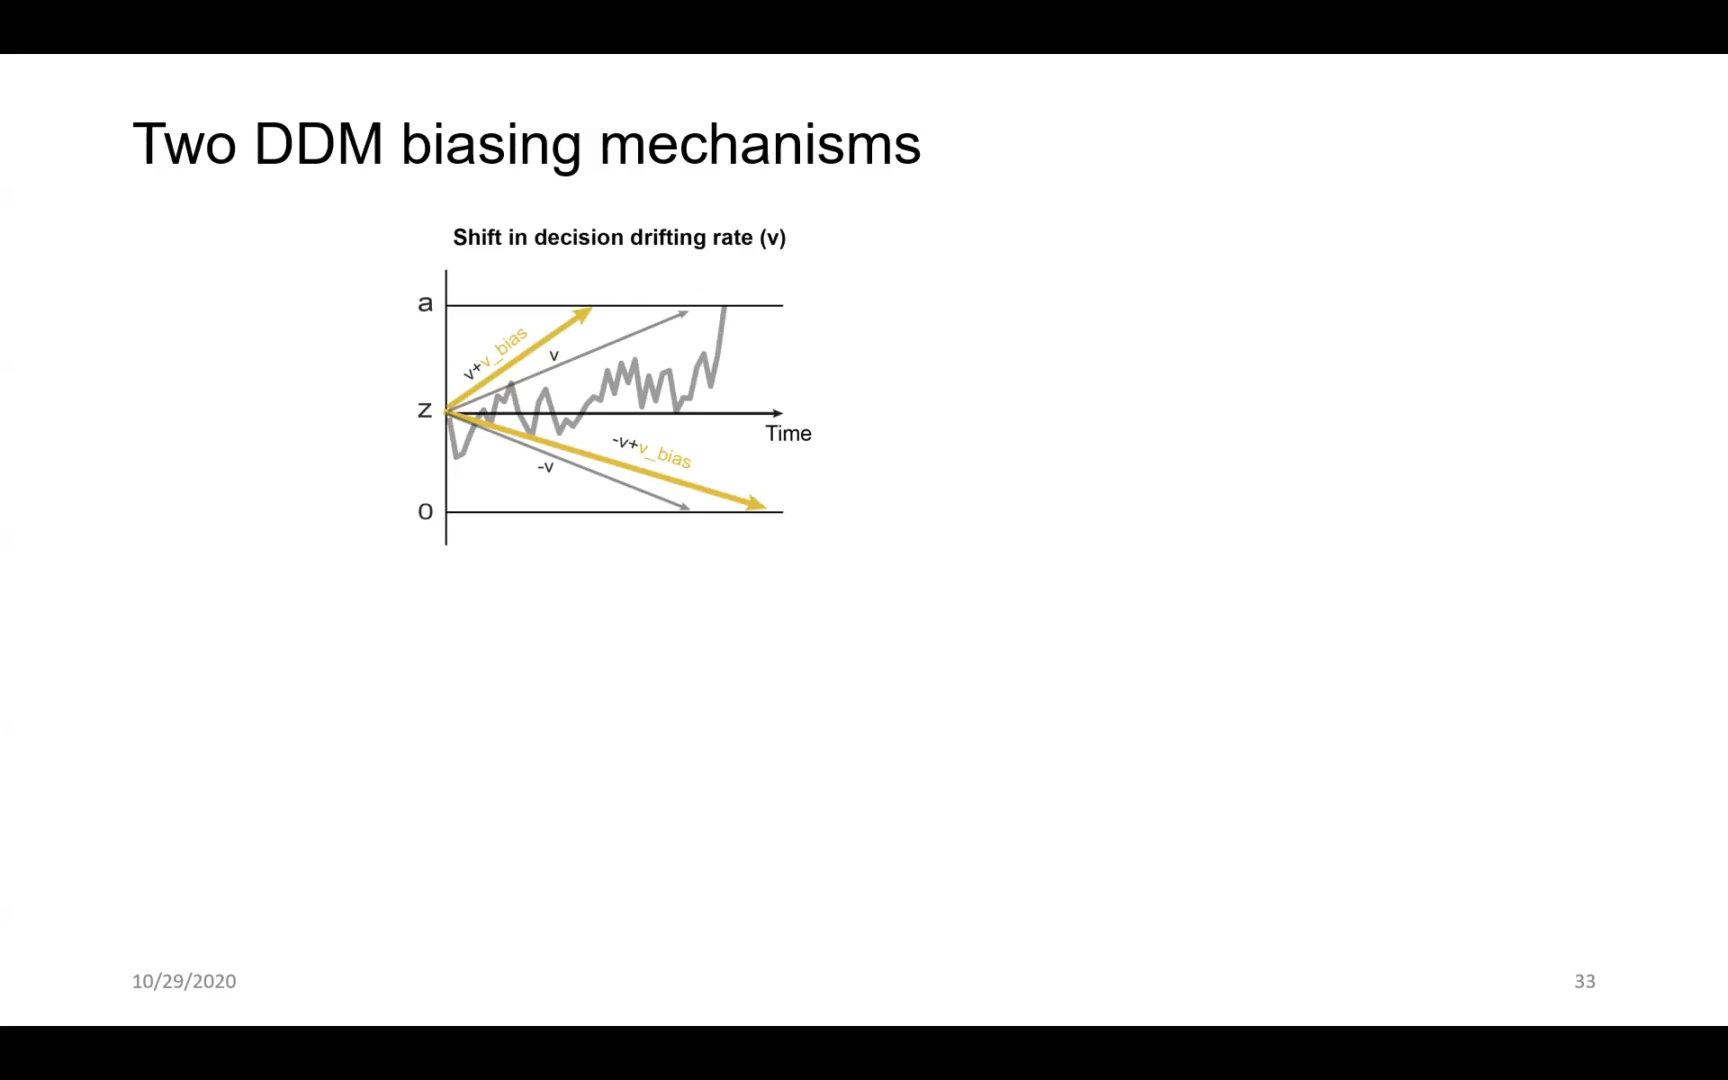 Two DDM biasing mechanisms
Shift in decision drifting rate (v)
a
v+v_bias
v
z
Time
-v+v_bias
-v
0
10/29/2020
33